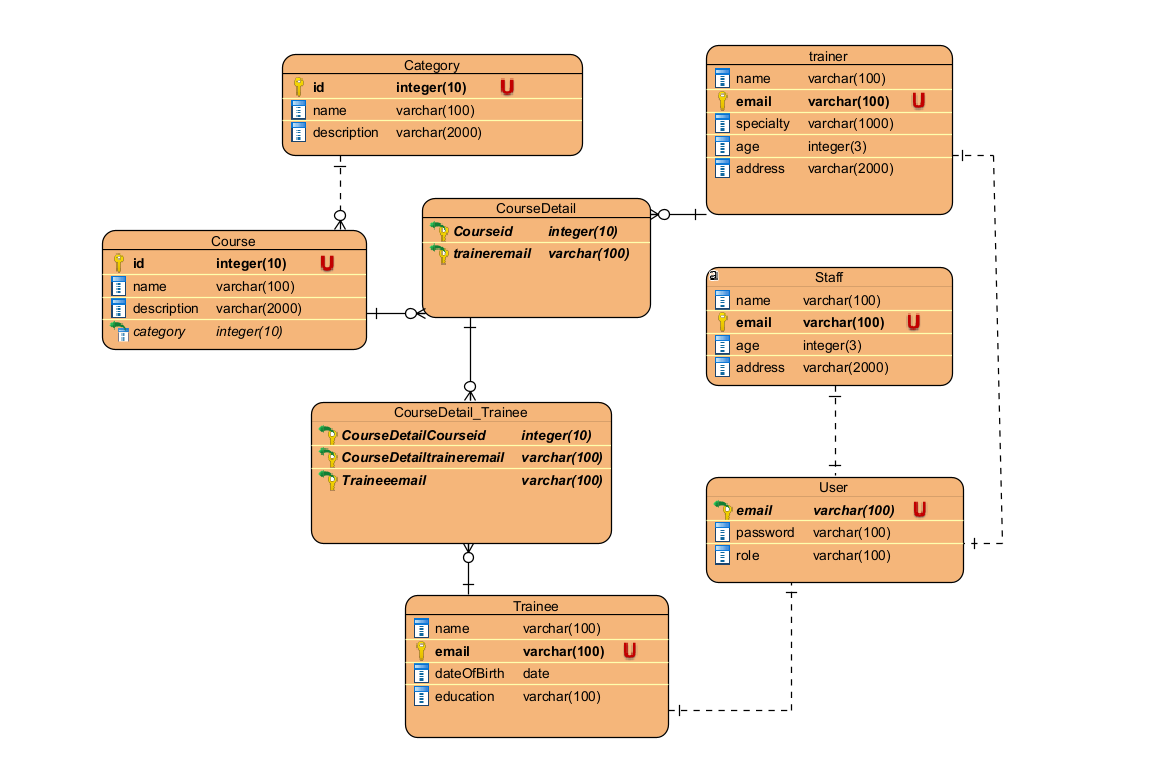 Category
id integer(10) U
name varchar(100)
description varchar(2000)
trainer
name varchar(100)
email varchar(100) U
specialty varchar(1000)
age integer(3)
address varchar(2000)
CourseDetail
Courseid integer(10)
traineremail varchar(100)
Course
id integer(10) U
name varchar(100)
description varchar(2000)
category integer(10)
a
Staff
name varchar(100)
email varchar(100) U
age integer(3)
address varchar(2000)
CourseDetail_Trainee
CourseDetailCourseid integer(10)
CourseDetailtraineremail varchar(100)
Traineeemail varchar(100)
User
email varchar(100) U
password varchar(100)
role varchar(100)
Trainee
name varchar(100)
email varchar(100) U
dateOfBirth date
education varchar(100)